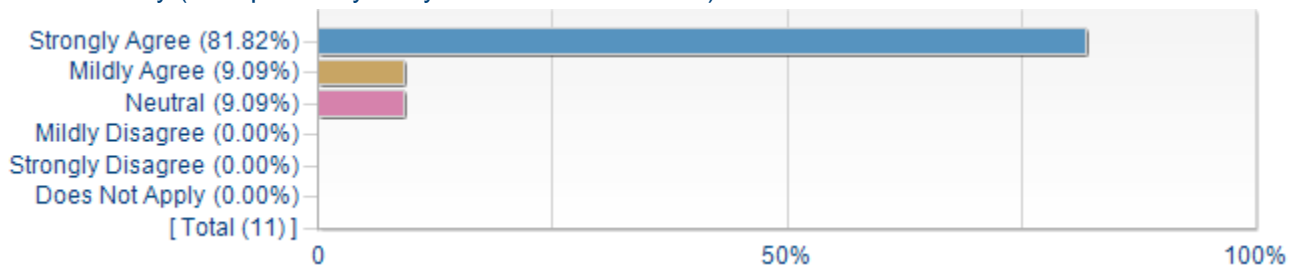 Strongly Agree (81.82%)
Mildly Agree (9.09%)
Neutral (9.09%)
Mildly Disagree (0.00%)
Strongly Disagree (0.00%)
Does Not Apply (0.00%)
[ Total (11) ]
0 50% 100%